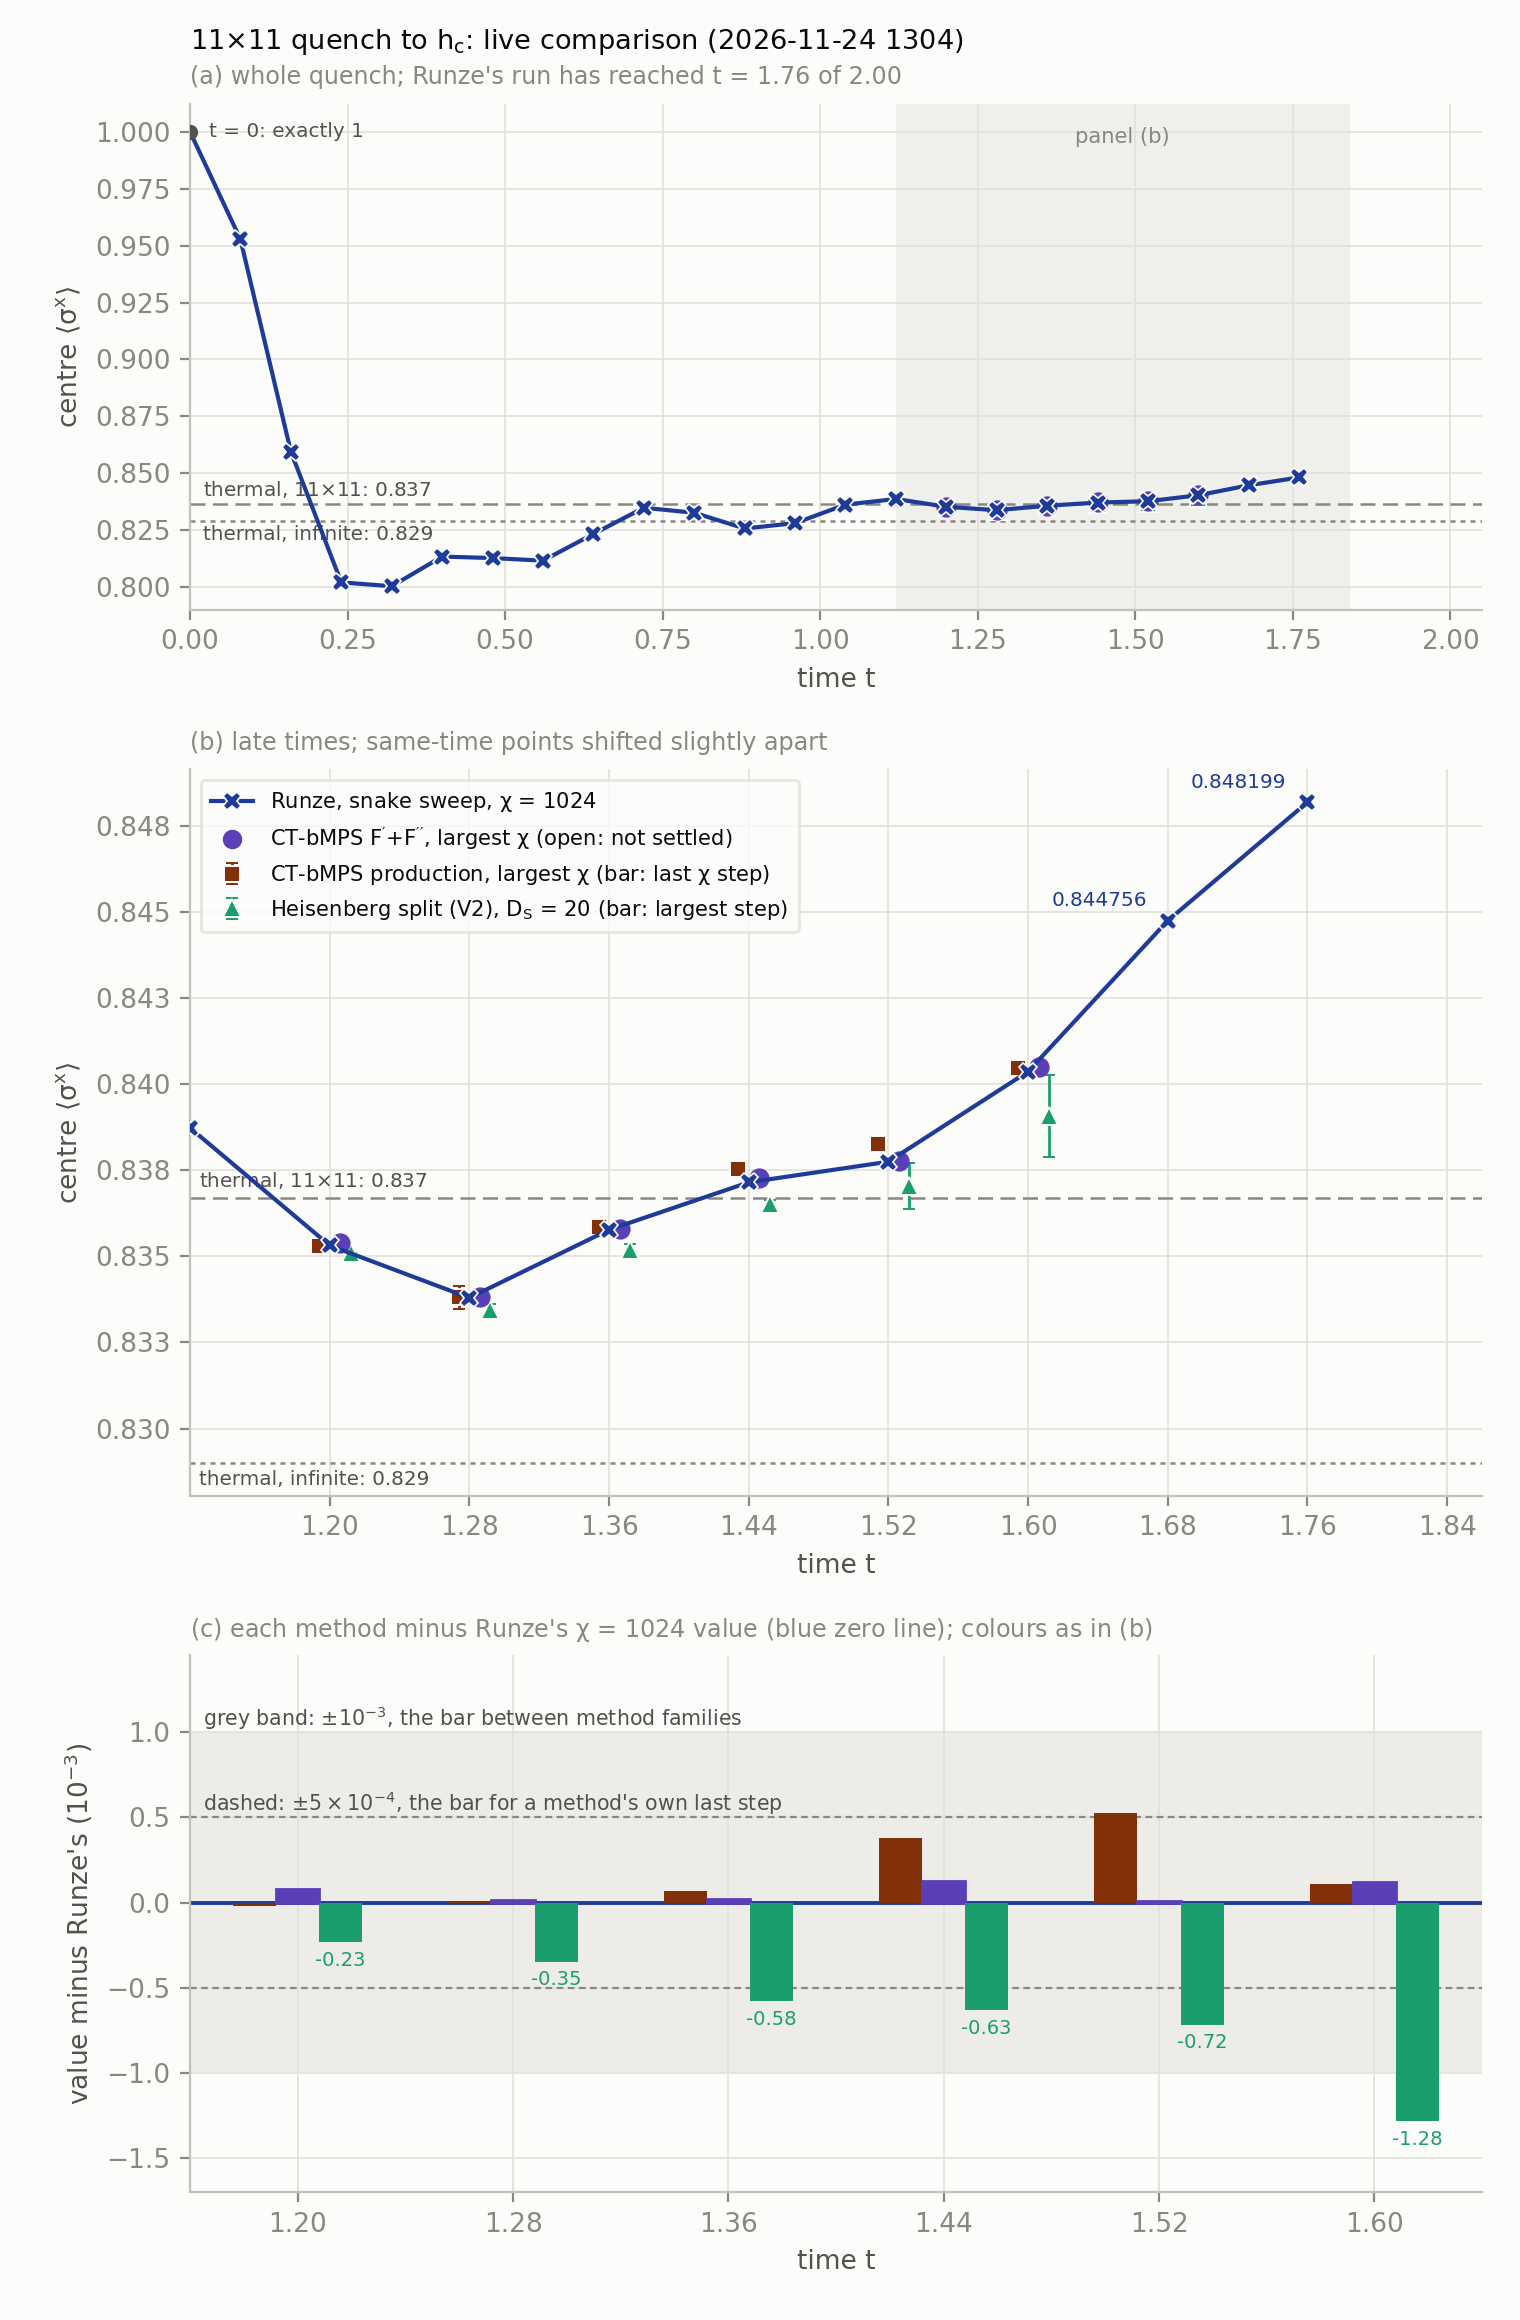 11×11 quench to h_c: live comparison (2026-11-24 1304)
(a) whole quench; Runze's run has reached t = 1.76 of 2.00
t = 0: exactly 1
panel (b)
1.000
0.975
0.950
0.925
0.900
0.875
0.850
0.825
0.800
centre ⟨σˣ⟩
thermal, 11×11: 0.837
thermal, infinite: 0.829
0.00 0.25 0.50 0.75 1.00 1.25 1.50 1.75 2.00
time t
(b) late times; same-time points shifted slightly apart
Runze, snake sweep, χ = 1024
CT-bMPS F′+F′′, largest χ (open: not settled)
CT-bMPS production, largest χ (bar: last χ step)
Heisenberg split (V2), D_S = 20 (bar: largest step)
0.848199
0.844756
0.848
0.845
0.843
0.840
0.838
0.835
0.833
0.830
centre ⟨σˣ⟩
thermal, 11×11: 0.837
thermal, infinite: 0.829
1.20 1.28 1.36 1.44 1.52 1.60 1.68 1.76 1.84
time t
(c) each method minus Runze's χ = 1024 value (blue zero line); colours as in (b)
grey band: ±10⁻³, the bar between method families
dashed: ±5 × 10⁻⁴, the bar for a method's own last step
1.0
0.5
0.0
−0.5
−1.0
−1.5
value minus Runze's (10⁻³)
-0.23
-0.35
-0.58
-0.63
-0.72
-1.28
1.20 1.28 1.36 1.44 1.52 1.60
time t